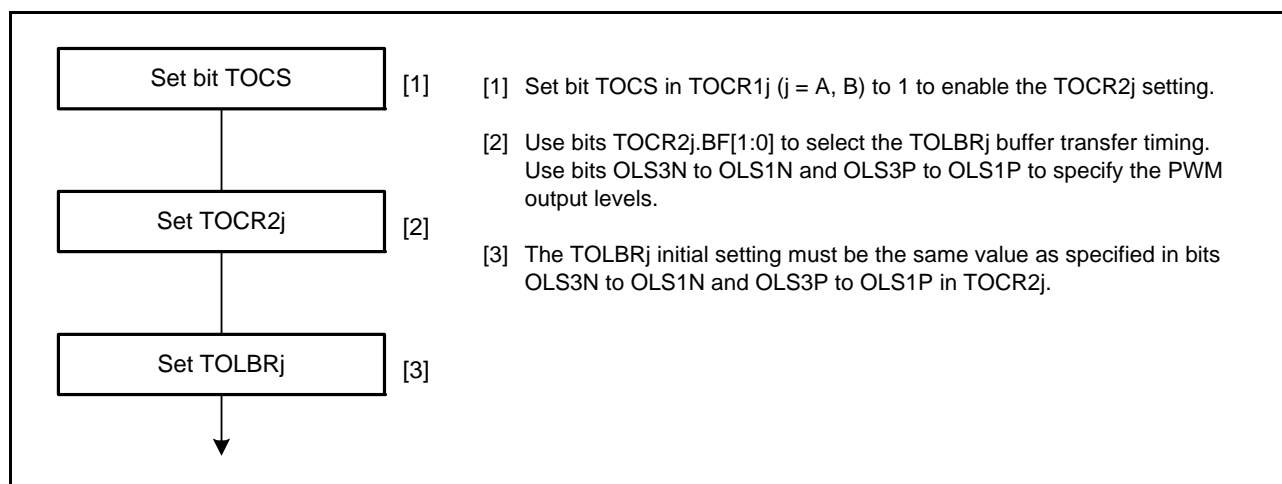 Set bit TOCS
[1]
Set TOCR2j
[2]
Set TOLBRj
[3]
[1] Set bit TOCS in TOCR1j (j = A, B) to 1 to enable the TOCR2j setting.
[2] Use bits TOCR2j.BF[1:0] to select the TOLBRj buffer transfer timing.
Use bits OLS3N to OLS1N and OLS3P to OLS1P to specify the PWM
output levels.
[3] The TOLBRj initial setting must be the same value as specified in bits
OLS3N to OLS1N and OLS3P to OLS1P in TOCR2j.